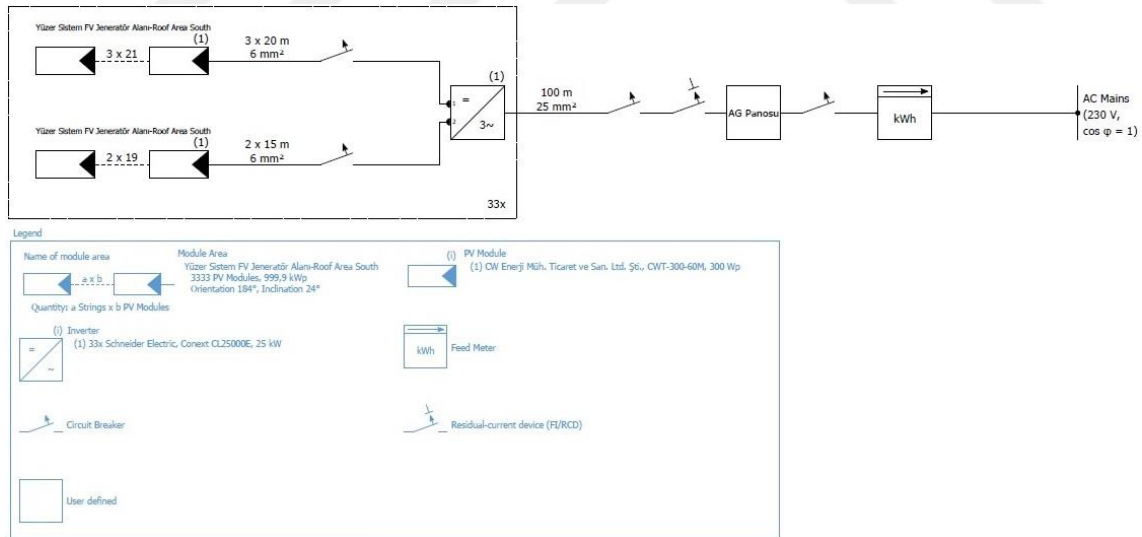 Yüzer Sistem FV Jeneratör Alanı-Roof Area South
(1)
3 x 21
3 x 20 m
6 mm²
(1)
=
3~
1
2
100 m
25 mm²
AG Panosu
kWh
AC Mains
(230 V,
cos φ = 1)
Yüzer Sistem FV Jeneratör Alanı-Roof Area South
(1)
2 x 19
2 x 15 m
6 mm²
33x
Legend
Name of module area
a x b
Quantity: a Strings x b PV Modules
Module Area
Yüzer Sistem FV Jeneratör Alanı-Roof Area South
3333 PV Modules, 999,9 kWp
Orientation 184°, Inclination 24°
(i) PV Module
(1) CW Enerji Müh. Ticaret ve San. Ltd. Şti., CWT-300-60M, 300 Wp
(i) Inverter
(1) 33x Schneider Electric, Conext CL25000E, 25 kW
=
~
kWh
Feed Meter
Circuit Breaker
Residual-current device (FI/RCD)
User defined